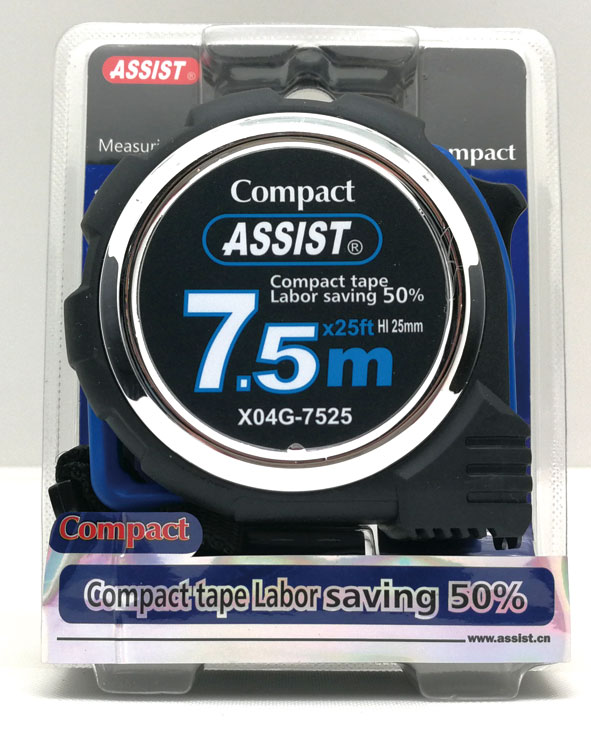 ASSIST®
Compact
ASSIST®
Compact tape
Labor saving 50%
7.5m
x25ft HI 25mm
X04G-7525
Compact
Compact tape Labor saving 50%
www.assist.cn